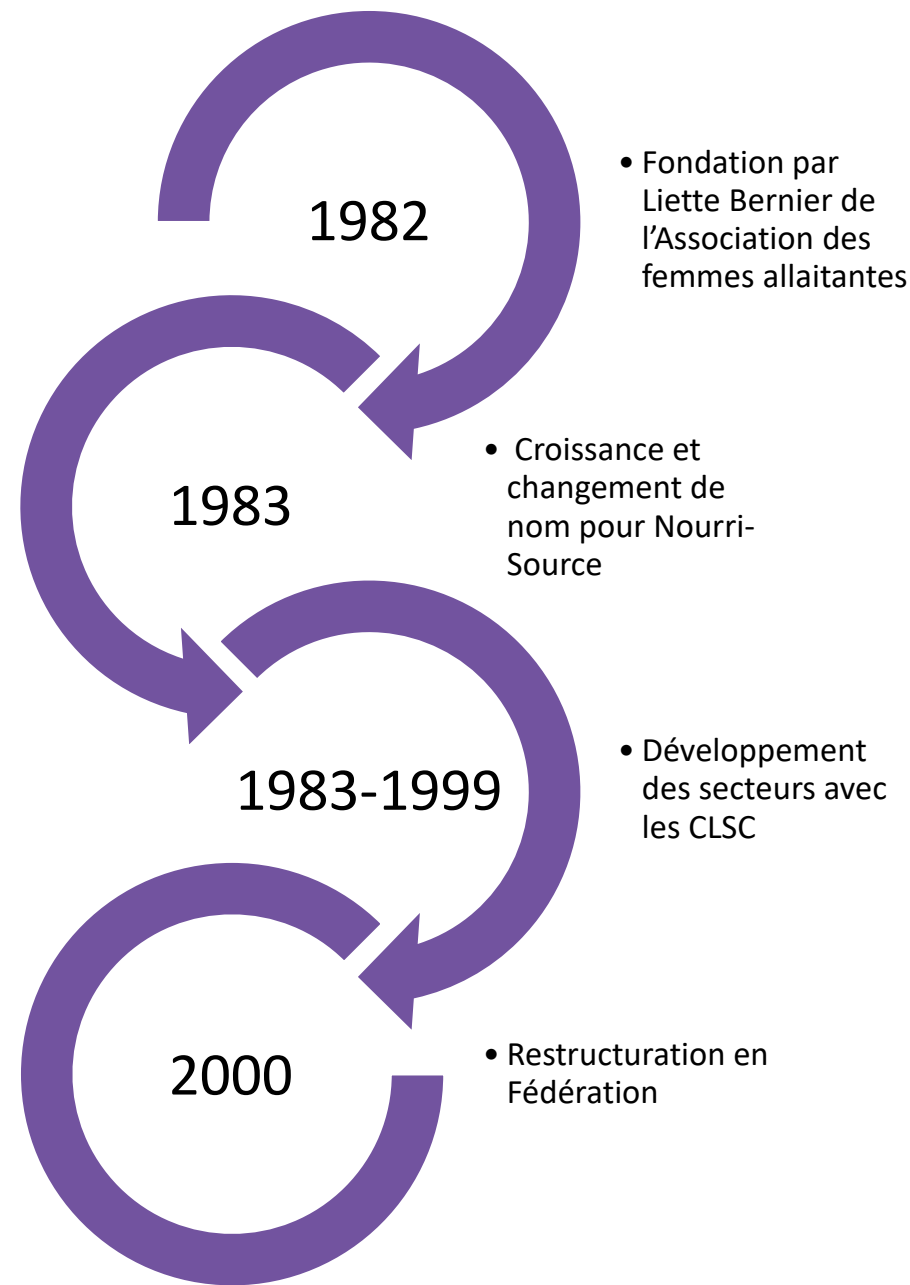 1982
• Fondation par
Liette Bernier de
l’Association des
femmes allaitantes
1983
• Croissance et
changement de
nom pour Nourri-
Source
1983-1999
• Développement
des secteurs avec
les CLSC
2000
• Restructuration en
Fédération